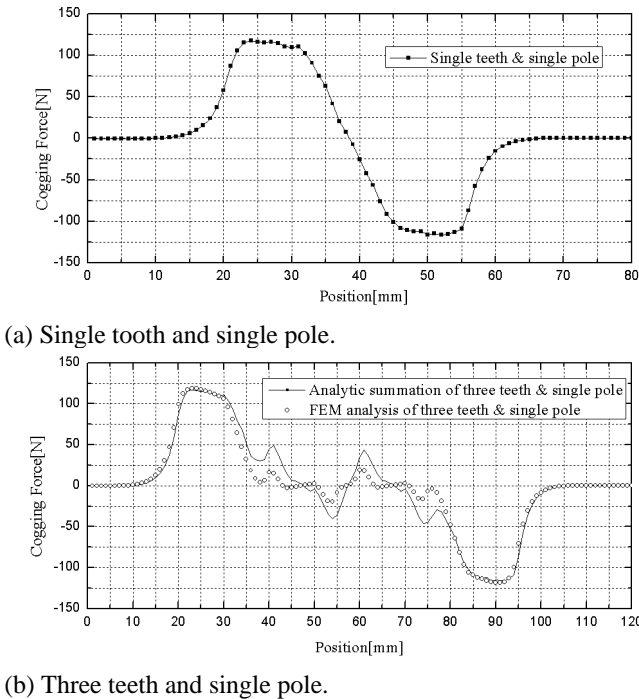 150
100
50
0
-50
-100
-150
Cogging Force[N]
Single teeth & single pole
0 10 20 30 40 50 60 70 80
Position[mm]
(a) Single tooth and single pole.
150
100
50
0
-50
-100
-150
Cogging Force[N]
Analytic summation of three teeth & single pole
FEM analysis of three teeth & single pole
0 10 20 30 40 50 60 70 80 90 100 110 120
Position[mm]
(b) Three teeth and single pole.